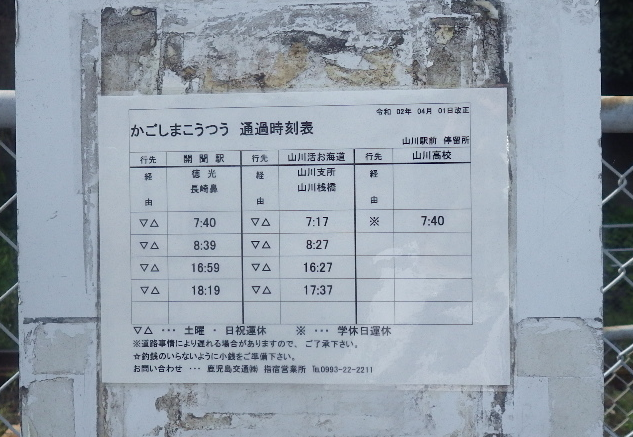 令和 02年 04月 01日改正
かごしまこうつう 通過時刻表
山川駅前 停留所
行先 開聞駅 行先 山川活お海道 行先 山川高校
経由 徳光 長崎鼻 経由 山川支所 山川桟橋 経由
▽△ 7:40 ▽△ 7:17 ※ 7:40
▽△ 8:39 ▽△ 8:27
▽△ 16:59 ▽△ 16:27
▽△ 18:19 ▽△ 17:37
▽△ ・・・ 土曜 ・ 日祝運休 ※ ・・・ 学休日運休
※道路事情により遅れる場合がありますので、ご了承下さい。
☆釣銭のいらないように小銭をご準備下さい。
お問い合わせ ・・・ 鹿児島交通㈱ 指宿営業所 ℡0993-22-2211